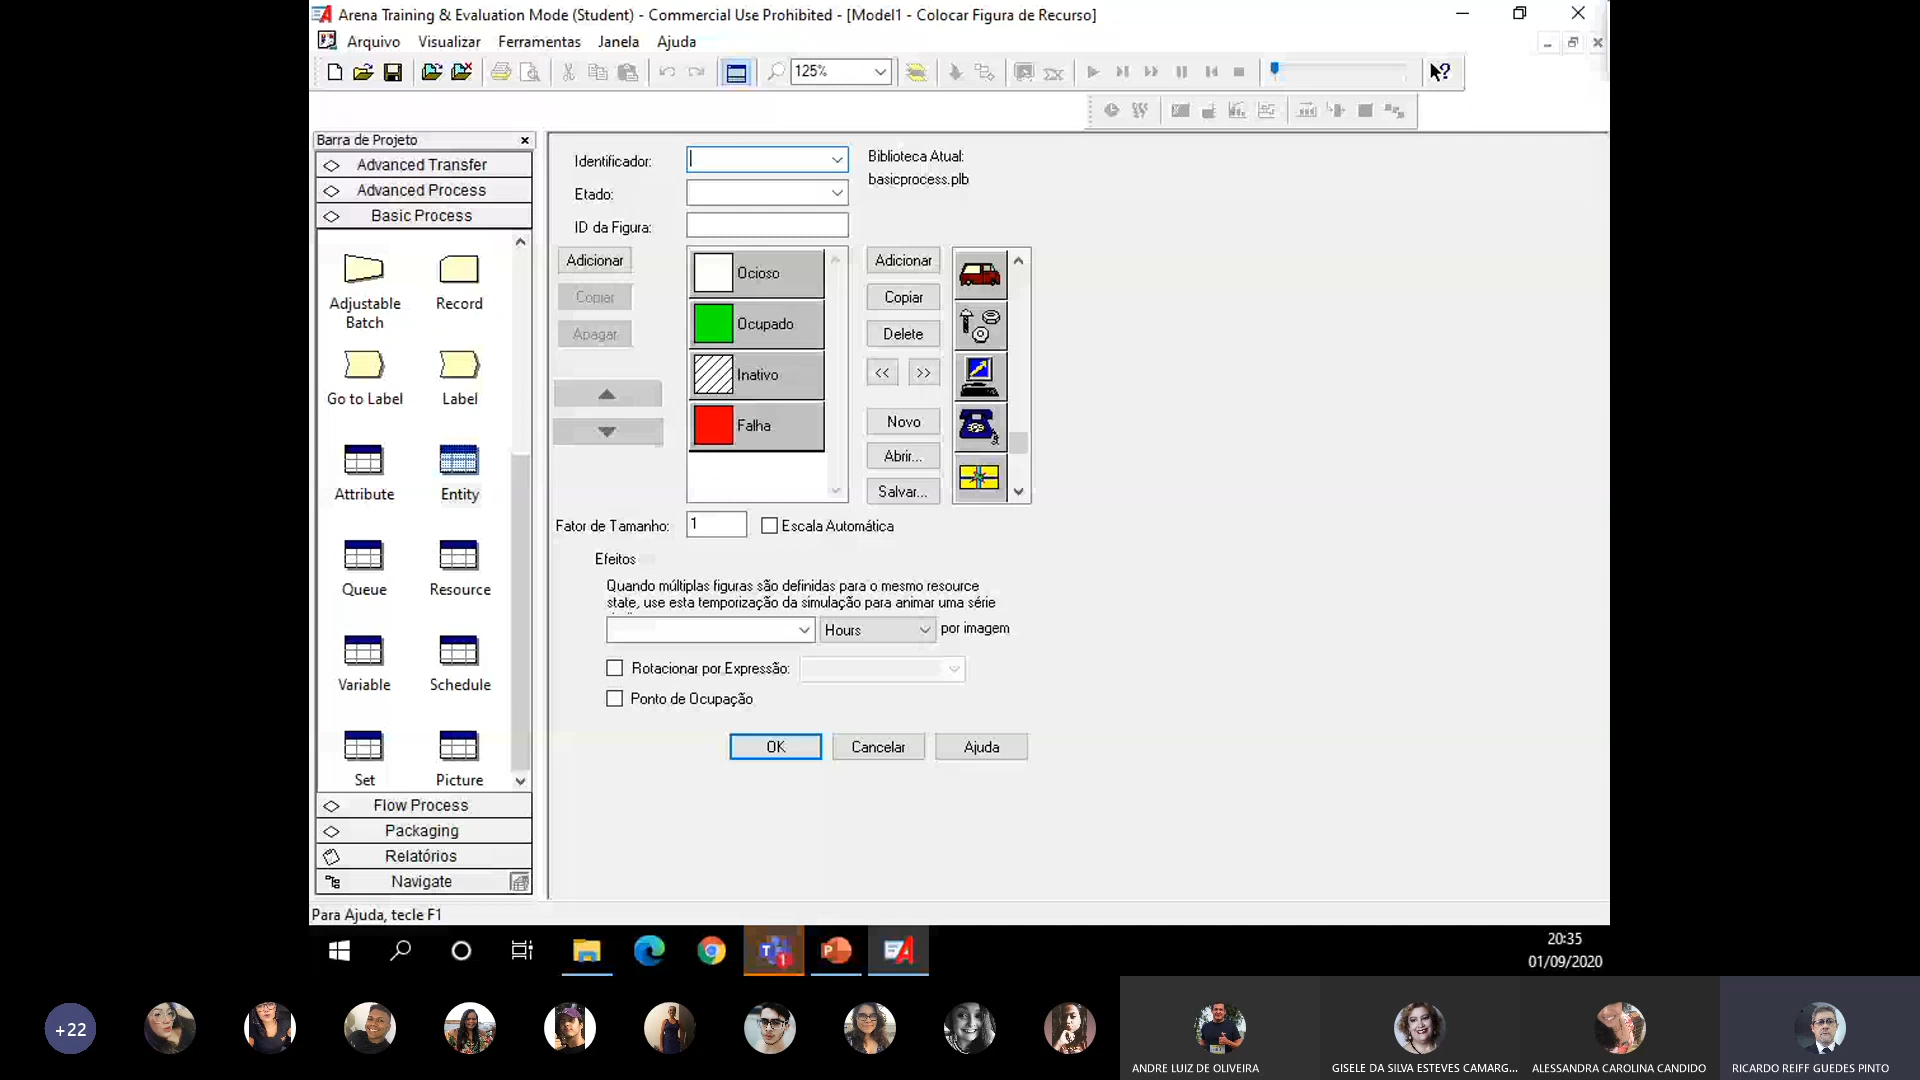 Arena Training & Evaluation Mode (Student) - Commercial Use Prohibited - [Model1 - Colocar Figura de Recurso]
Arquivo Visualizar Ferramentas Janela Ajuda
125%
Barra de Projeto
Advanced Transfer
Advanced Process
Basic Process
Adjustable Batch
Record
Go to Label
Label
Attribute
Entity
Queue
Resource
Variable
Schedule
Set
Picture
Flow Process
Packaging
Relatórios
Navigate
Identificador:
Etado:
ID da Figura:
Biblioteca Atual:
basicprocess.plb
Adicionar
Copiar
Apagar
Ocioso
Ocupado
Inativo
Falha
Adicionar
Copiar
Delete
<< >>
Novo
Abrir...
Salvar...
Fator de Tamanho: 1 Escala Automática
Efeitos
Quando múltiplas figuras são definidas para o mesmo resource
state, use esta temporização da simulação para animar uma série
Hours por imagem
Rotacionar por Expressão:
Ponto de Ocupação
OK Cancelar Ajuda
Para Ajuda, tecle F1
20:35
01/09/2020
+22
ANDRE LUIZ DE OLIVEIRA
GISELE DA SILVA ESTEVES CAMARG...
ALESSANDRA CAROLINA CANDIDO
RICARDO REIFF GUEDES PINTO